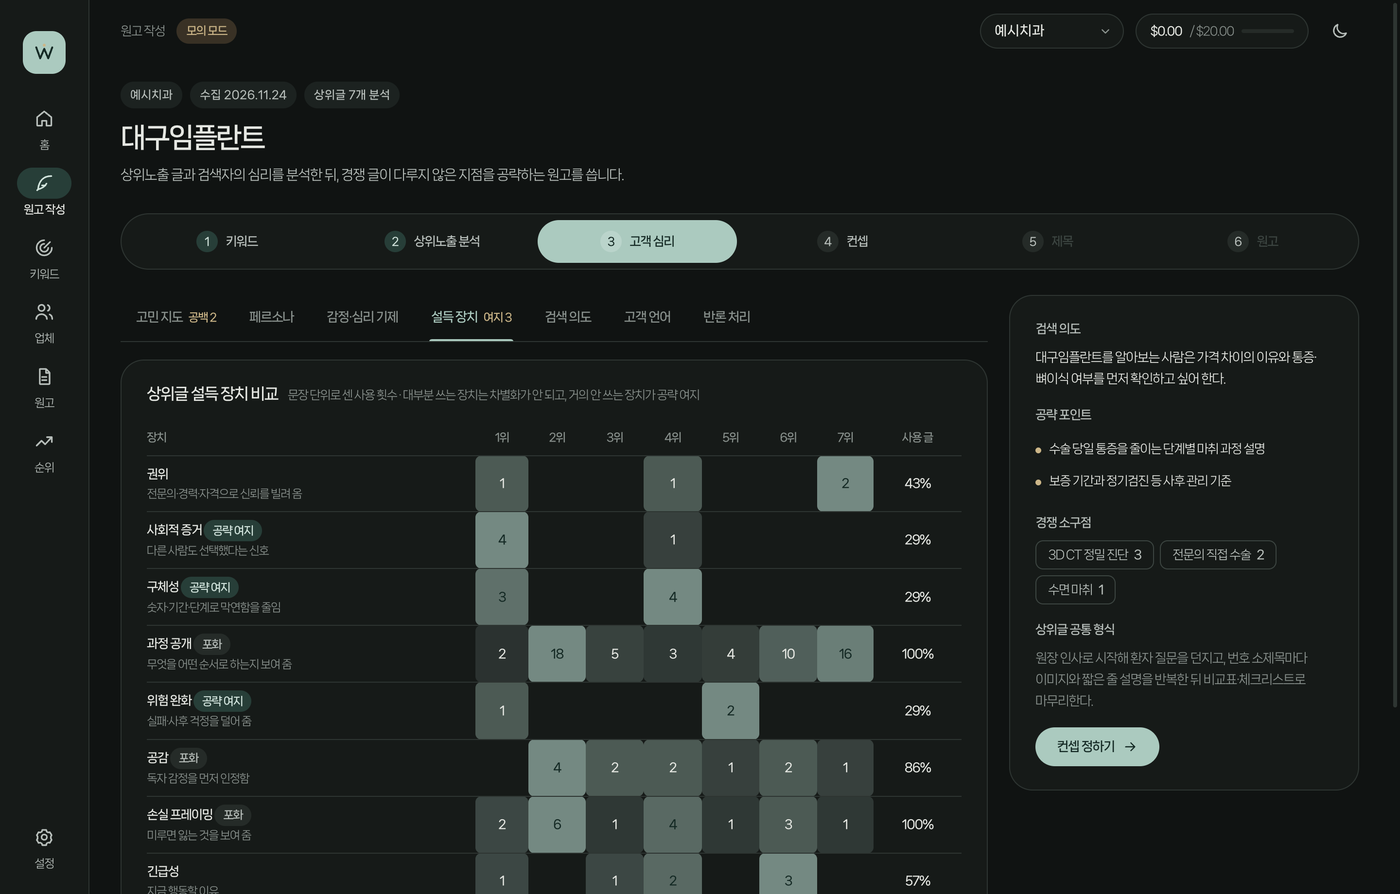 W
홈
원고 작성
키워드
업체
원고
순위
설정
원고 작성 모의 모드
예시치과
$0.00 / $20.00
예시치과 수집 2026.11.24 상위글 7개 분석
대구임플란트
상위노출 글과 검색자의 심리를 분석한 뒤, 경쟁 글이 다루지 않은 지점을 공략하는 원고를 씁니다.
1 키워드 2 상위노출 분석 3 고객 심리 4 컨셉 5 제목 6 원고
고민 지도 공백 2 페르소나 감정·심리 기제 설득 장치 여지 3 검색 의도 고객 언어 반론 처리
상위글 설득 장치 비교 문장 단위로 센 사용 횟수 · 대부분 쓰는 장치는 차별화가 안 되고, 거의 안 쓰는 장치가 공략 여지
장치 1위 2위 3위 4위 5위 6위 7위 사용 글
권위 1 1 2 43%
전문의·경력·자격으로 신뢰를 빌려 옴
사회적 증거 공략 여지 4 1 29%
다른 사람도 선택했다는 신호
구체성 공략 여지 3 4 29%
숫자·기간·단계로 막연함을 줄임
과정 공개 포화 2 18 5 3 4 10 16 100%
무엇을 어떤 순서로 하는지 보여 줌
위험 완화 공략 여지 1 2 29%
실패·사후 걱정을 덜어 줌
공감 포화 4 2 2 1 2 1 86%
독자 감정을 먼저 인정함
손실 프레이밍 포화 2 6 1 4 1 3 1 100%
미루면 잃는 것을 보여 줌
긴급성 1 1 2 3 57%
지금 행동할 이유
검색 의도
대구임플란트를 알아보는 사람은 가격 차이의 이유와 통증·
뼈이식 여부를 먼저 확인하고 싶어 한다.
공략 포인트
수술 당일 통증을 줄이는 단계별 마취 과정 설명
보증 기간과 정기검진 등 사후 관리 기준
경쟁 소구점
3D CT 정밀 진단 3 전문의 직접 수술 2
수면 마취 1
상위글 공통 형식
원장 인사로 시작해 환자 질문을 던지고, 번호 소제목마다
이미지와 짧은 줄 설명을 반복한 뒤 비교표·체크리스트로
마무리한다.
컨셉 정하기 →